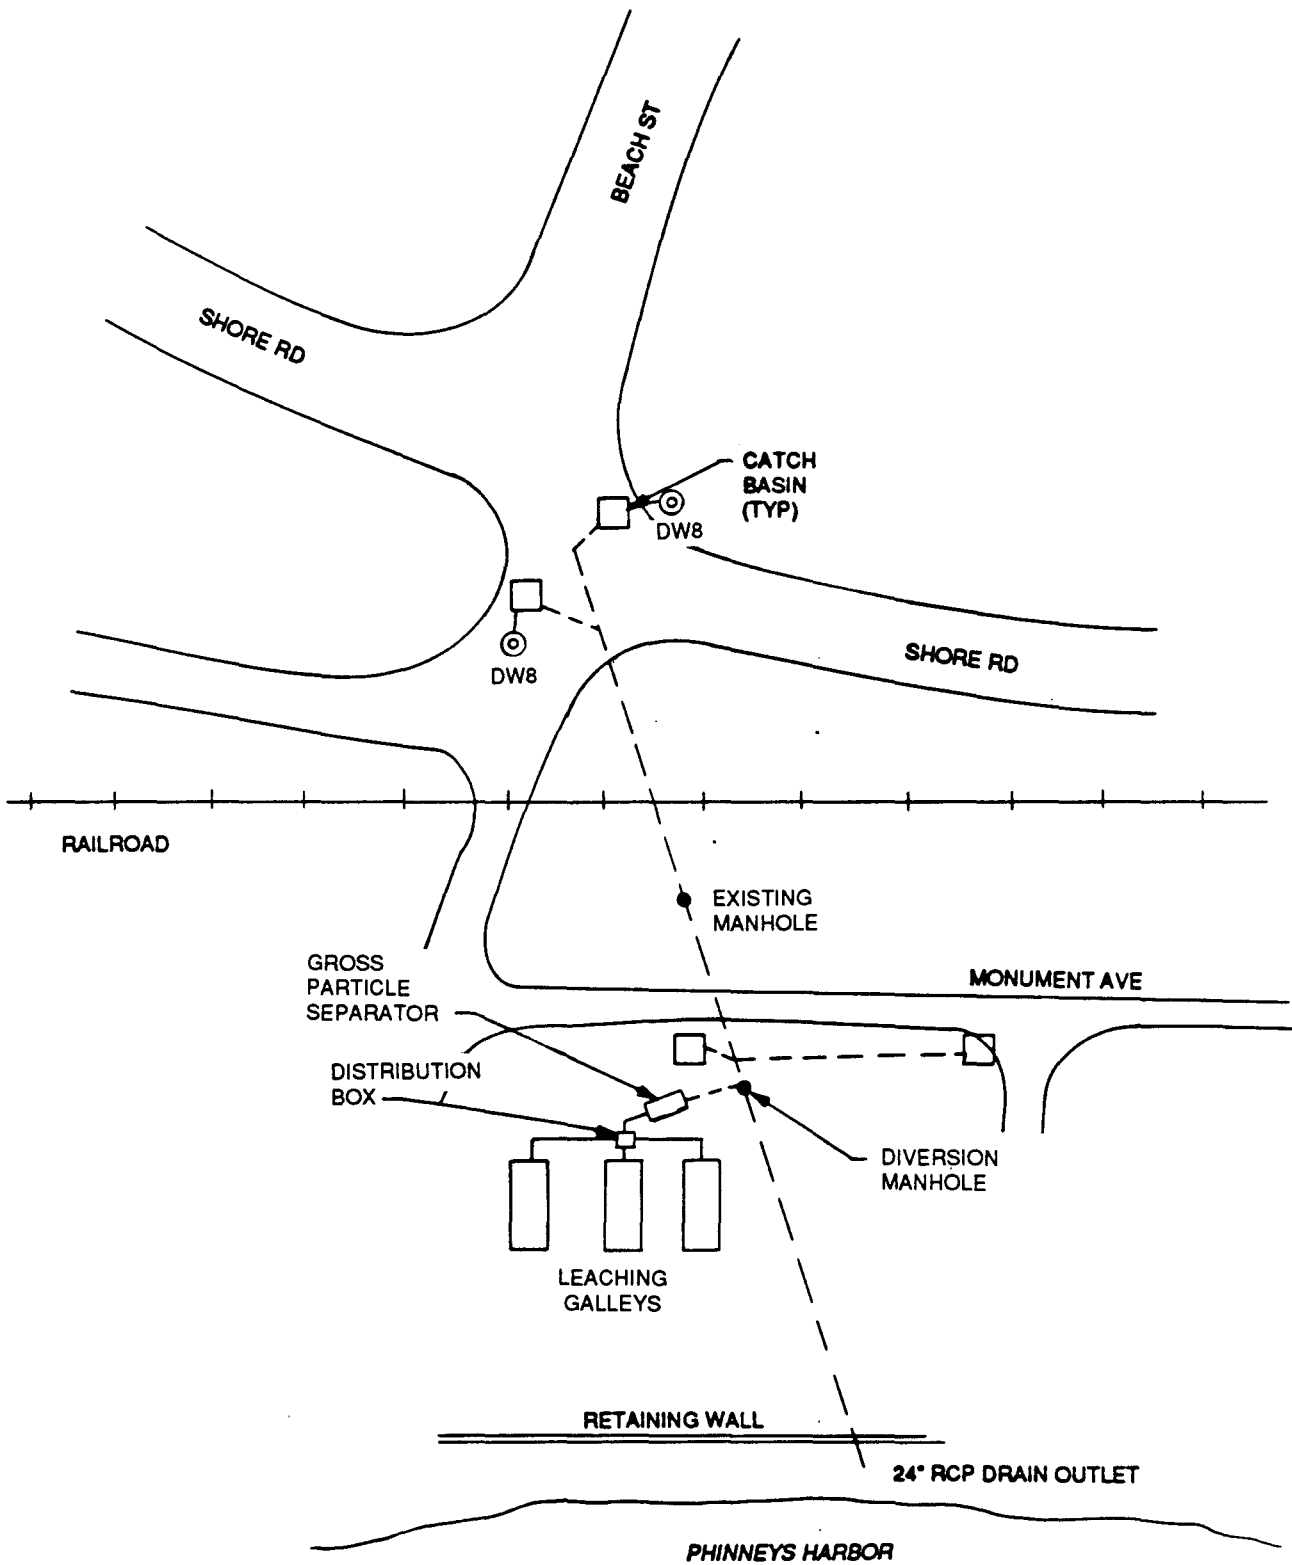 BEACH ST
SHORE RD
CATCH
BASIN
(TYP)
DW8
DW8
SHORE RD
RAILROAD
EXISTING
MANHOLE
GROSS
PARTICLE
SEPARATOR
MONUMENT AVE
DISTRIBUTION
BOX
DIVERSION
MANHOLE
LEACHING
GALLEYS
RETAINING WALL
24" RCP DRAIN OUTLET
PHINNEYS HARBOR